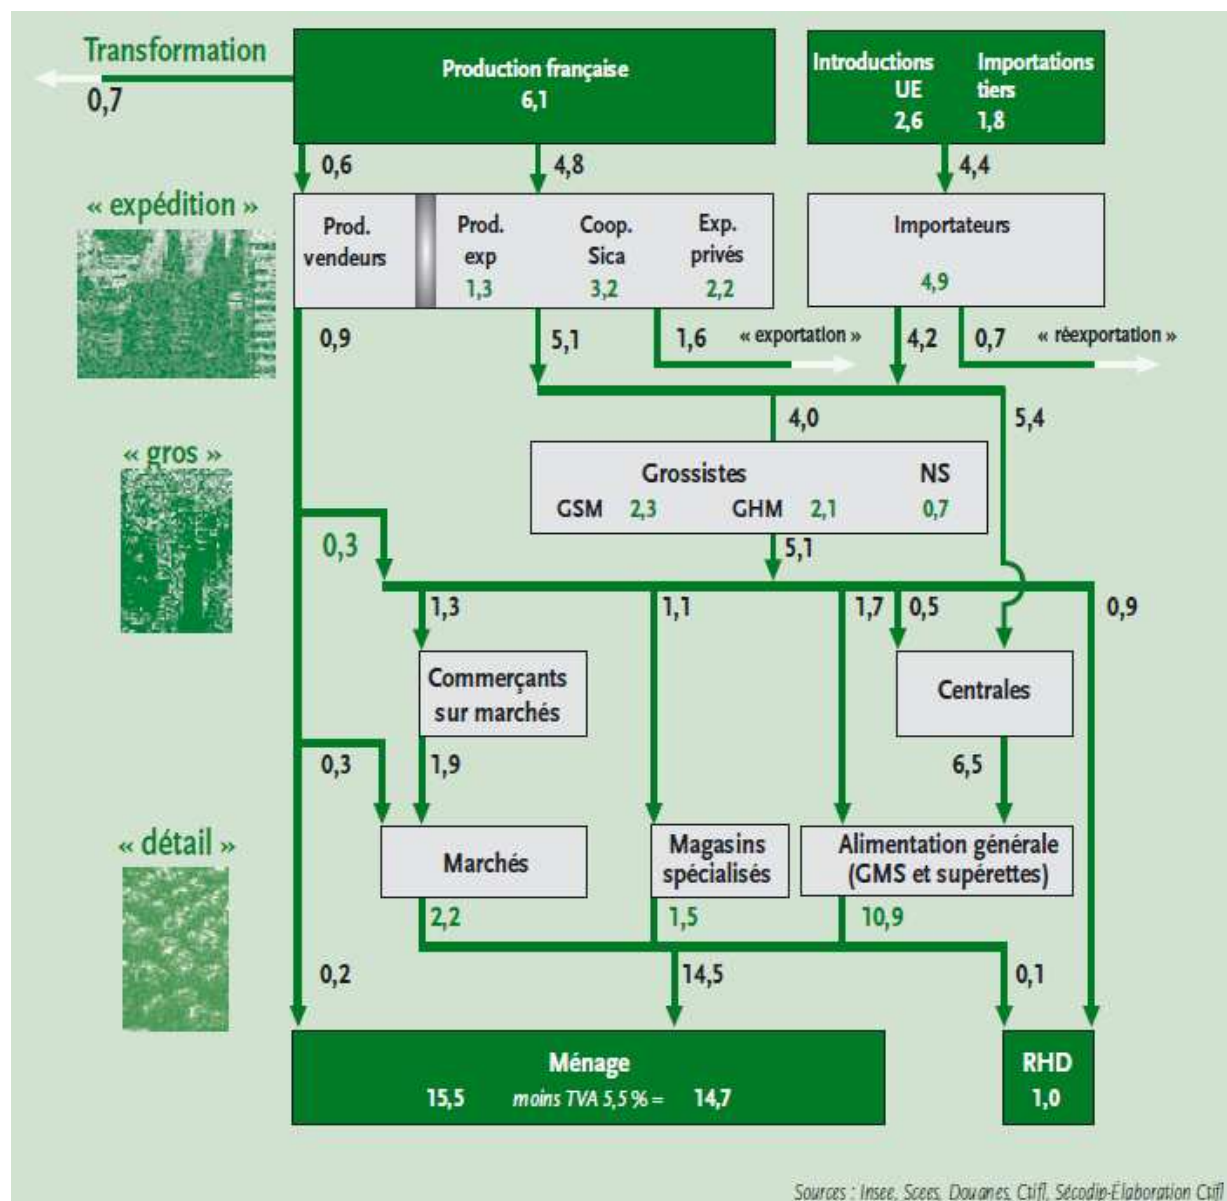 Transformation
0,7
Production française
6,1
Introductions
UE
2,6
Importations
tiers
1,8
0,6
4,8
4,4
« expédition »
Prod.
vendeurs
Prod.
exp
1,3
Coop.
Sica
3,2
Exp.
privés
2,2
Importateurs
4,9
0,9
5,1
1,6
« exportation »
4,2
0,7
« réexportation »
4,0
5,4
« gros »
Grossistes
NS
GSM 2,3 GHM 2,1 0,7
0,3
5,1
1,3
1,1
1,7
0,5
0,9
Commerçants
sur marchés
Centrales
0,3
1,9
6,5
« détail »
Marchés
Magasins
spécialisés
Alimentation générale
(GMS et supérettes)
2,2
1,5
10,9
0,2
14,5
0,1
Ménage
15,5 moins TVA 5,5 % = 14,7
RHD
1,0
Sources : Insee, Scees, Douanes, Ctifl, Sécodip-Élaboration Ctifl